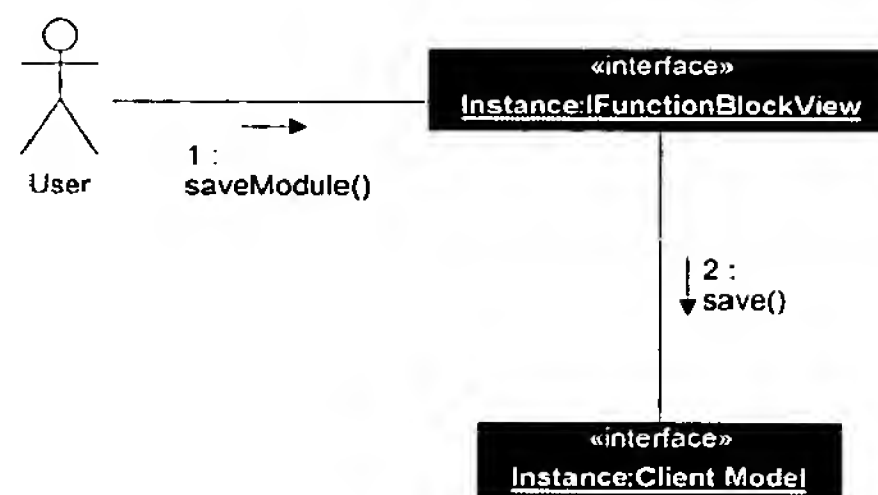 «interface»
Instance:IFunctionBlockView
1 :
saveModule()
User
2 :
save()
«interface»
Instance:Client Model